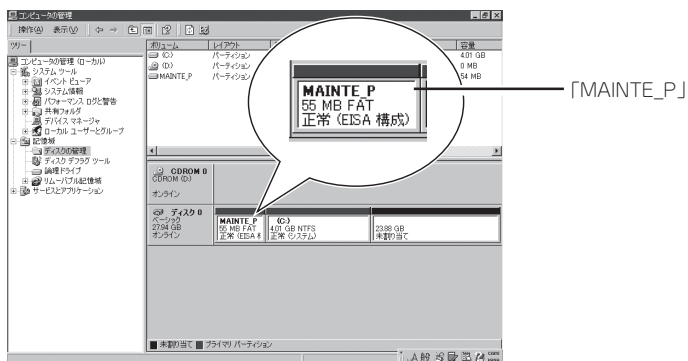 コンピュータの管理
操作(A) 表示(V)
ツリー
コンピュータの管理 (ローカル)
システム ツール
イベント ビューア
システム情報
パフォーマンス ログと警告
共有フォルダ
デバイス マネージャ
ローカル ユーザーとグループ
記憶域
ディスクの管理
ディスク デフラグ ツール
論理ドライブ
リムーバブル記憶域
サービスとアプリケーション
ボリューム レイアウト 容量
(C:) パーティション 4.01 GB
(D:) パーティション 0 MB
MAINTE_P パーティション 54 MB
MAINTE_P
55 MB FAT
正常 (EISA 構成)
「MAINTE_P」
CDROM 0
CDROM (D:)
オンライン
ディスク 0
ベーシック
27.94 GB
オンライン
MAINTE_P
55 MB FAT
正常 (EISA
(C:)
4.01 GB NTFS
正常 (システム)
23.88 GB
未割り当て
未割り当て プライマリ パーティション
A 般